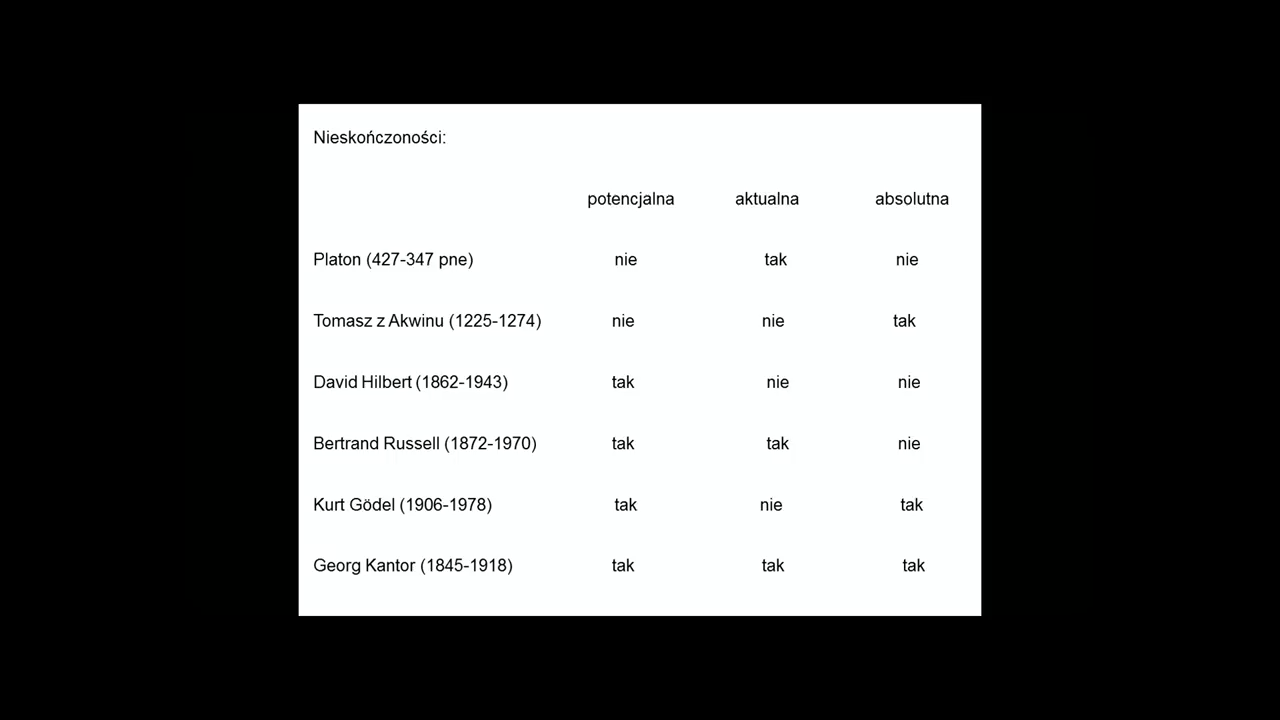 Nieskończoności:
potencjalna aktualna absolutna
Platon (427-347 pne) nie tak nie
Tomasz z Akwinu (1225-1274) nie nie tak
David Hilbert (1862-1943) tak nie nie
Bertrand Russell (1872-1970) tak tak nie
Kurt Gödel (1906-1978) tak nie tak
Georg Kantor (1845-1918) tak tak tak